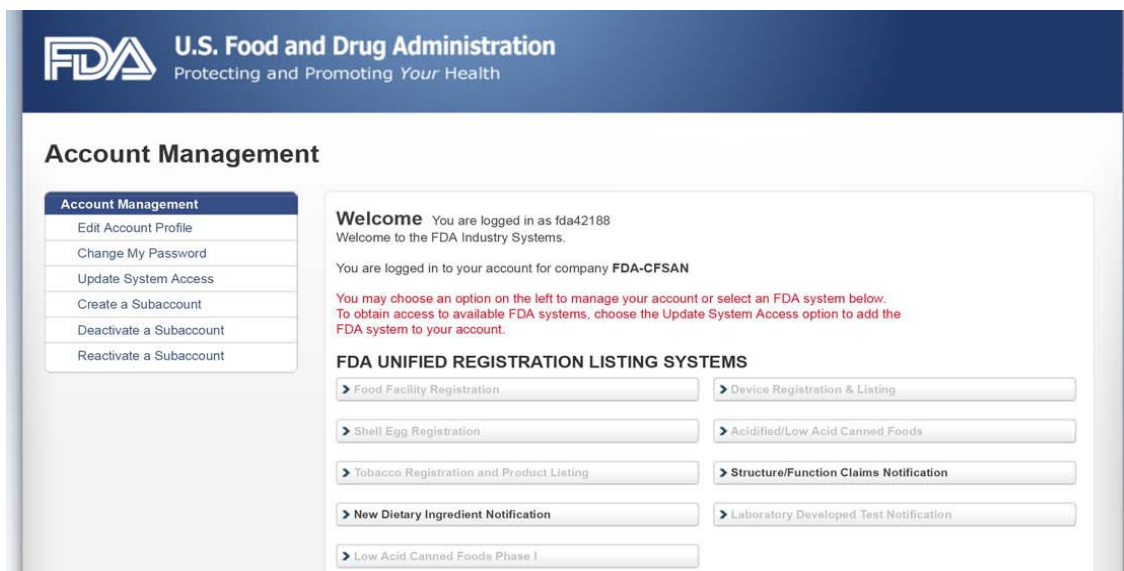 FDA
U.S. Food and Drug Administration
Protecting and Promoting Your Health
Account Management
Account Management
Edit Account Profile
Change My Password
Update System Access
Create a Subaccount
Deactivate a Subaccount
Reactivate a Subaccount
Welcome You are logged in as fda42188
Welcome to the FDA Industry Systems.
You are logged in to your account for company FDA-CFSAN
You may choose an option on the left to manage your account or select an FDA system below.
To obtain access to available FDA systems, choose the Update System Access option to add the
FDA system to your account.
FDA UNIFIED REGISTRATION LISTING SYSTEMS
Food Facility Registration
Device Registration & Listing
Shell Egg Registration
Acidified/Low Acid Canned Foods
Tobacco Registration and Product Listing
Structure/Function Claims Notification
New Dietary Ingredient Notification
Laboratory Developed Test Notification
Low Acid Canned Foods Phase I